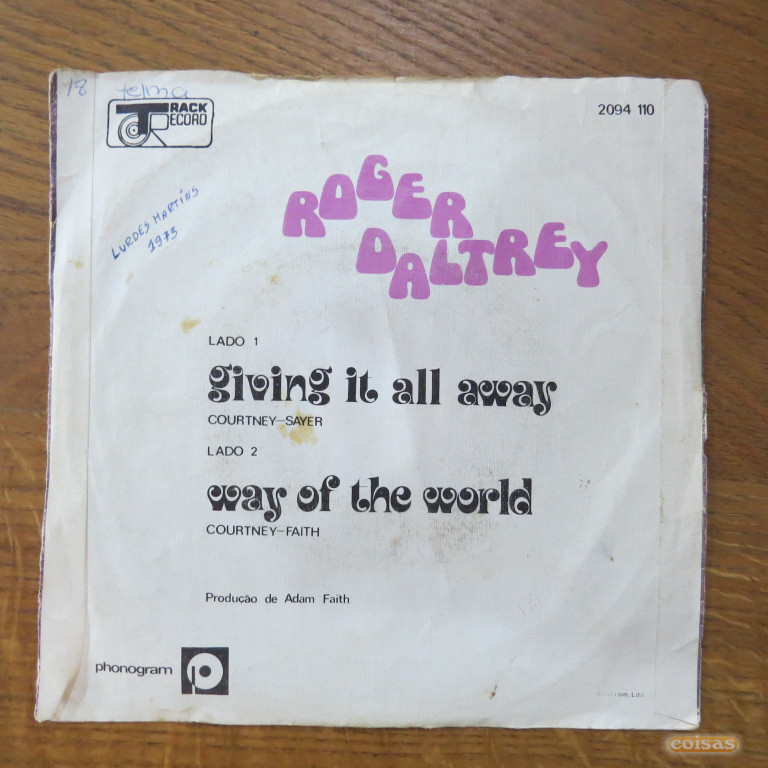 18 telma
TRACK
RECORD
2094 110
LURDES MARTINS
1973
ROGER
DALTREY
LADO 1
giving it all away
COURTNEY-SAYER
LADO 2
way of the world
COURTNEY-FAITH
Produção de Adam Faith
phonogram
coisas